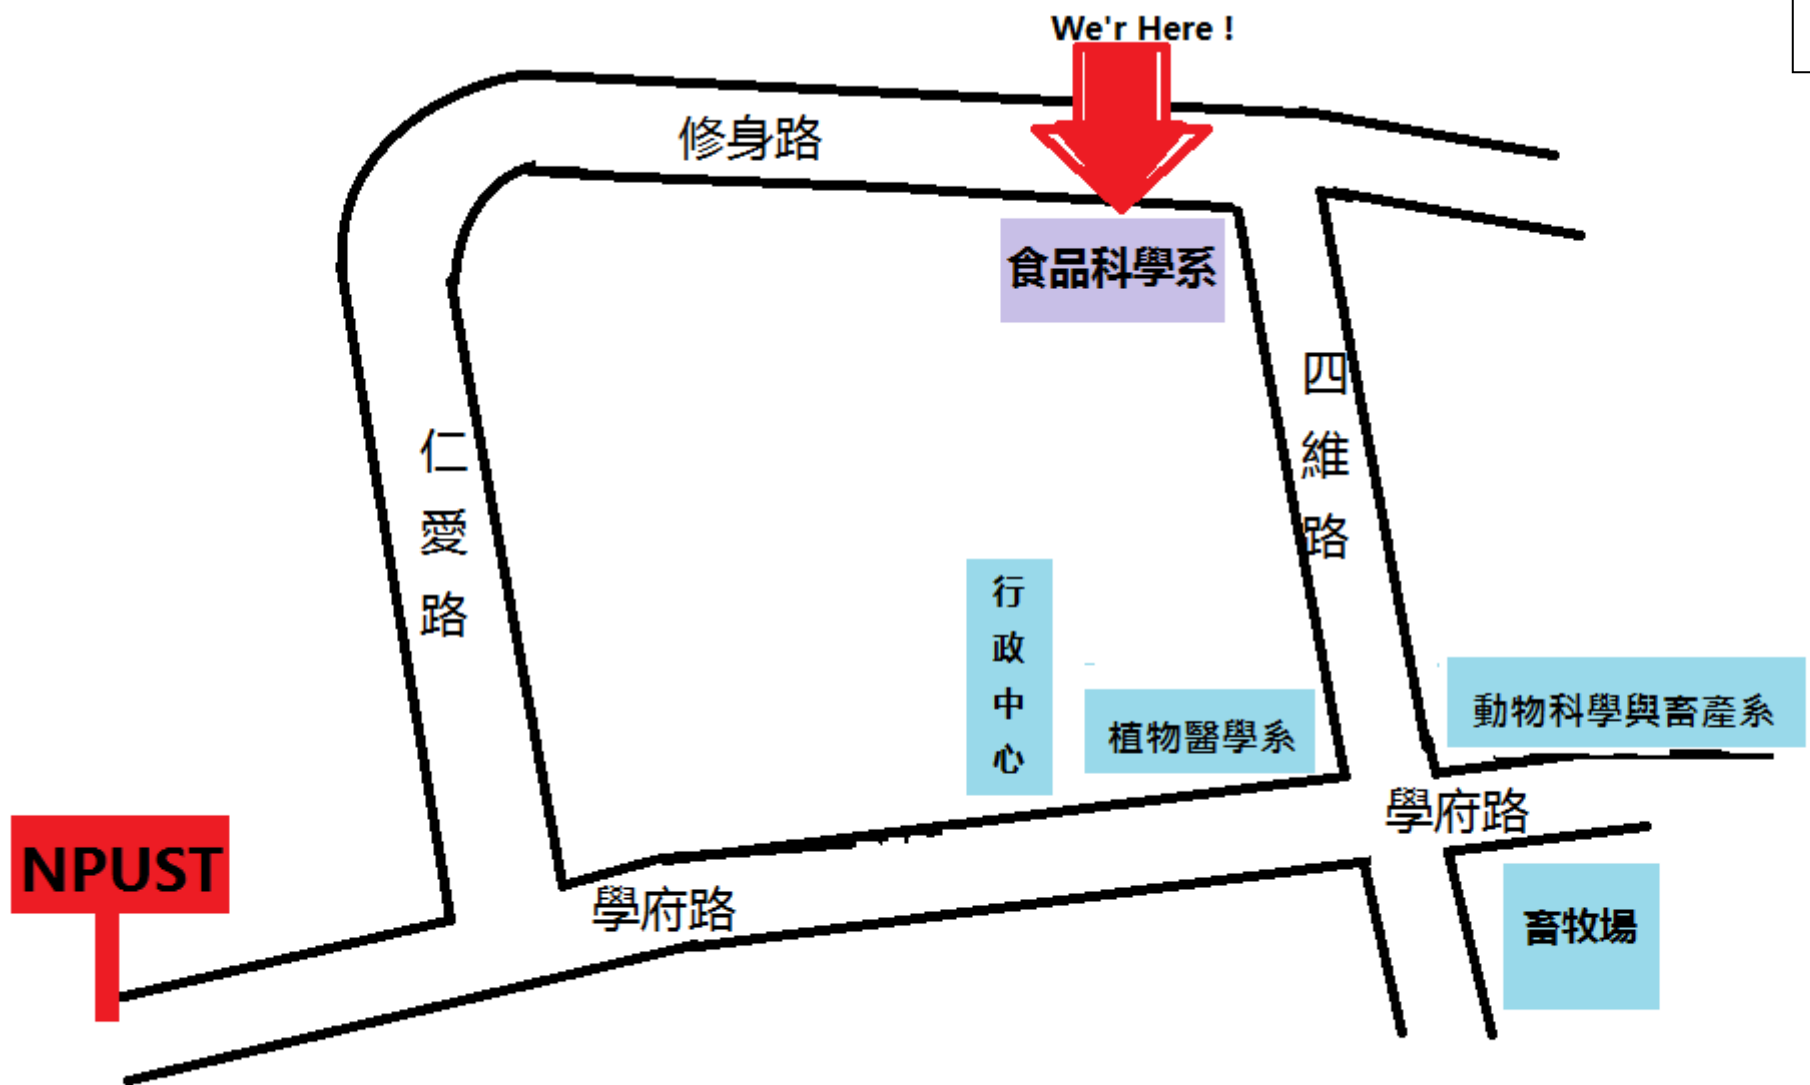 We'r Here !
修身路
食品科學系
四維路
仁愛路
行政中心
植物醫學系
動物科學與畜產系
學府路
NPUST
學府路
畜牧場